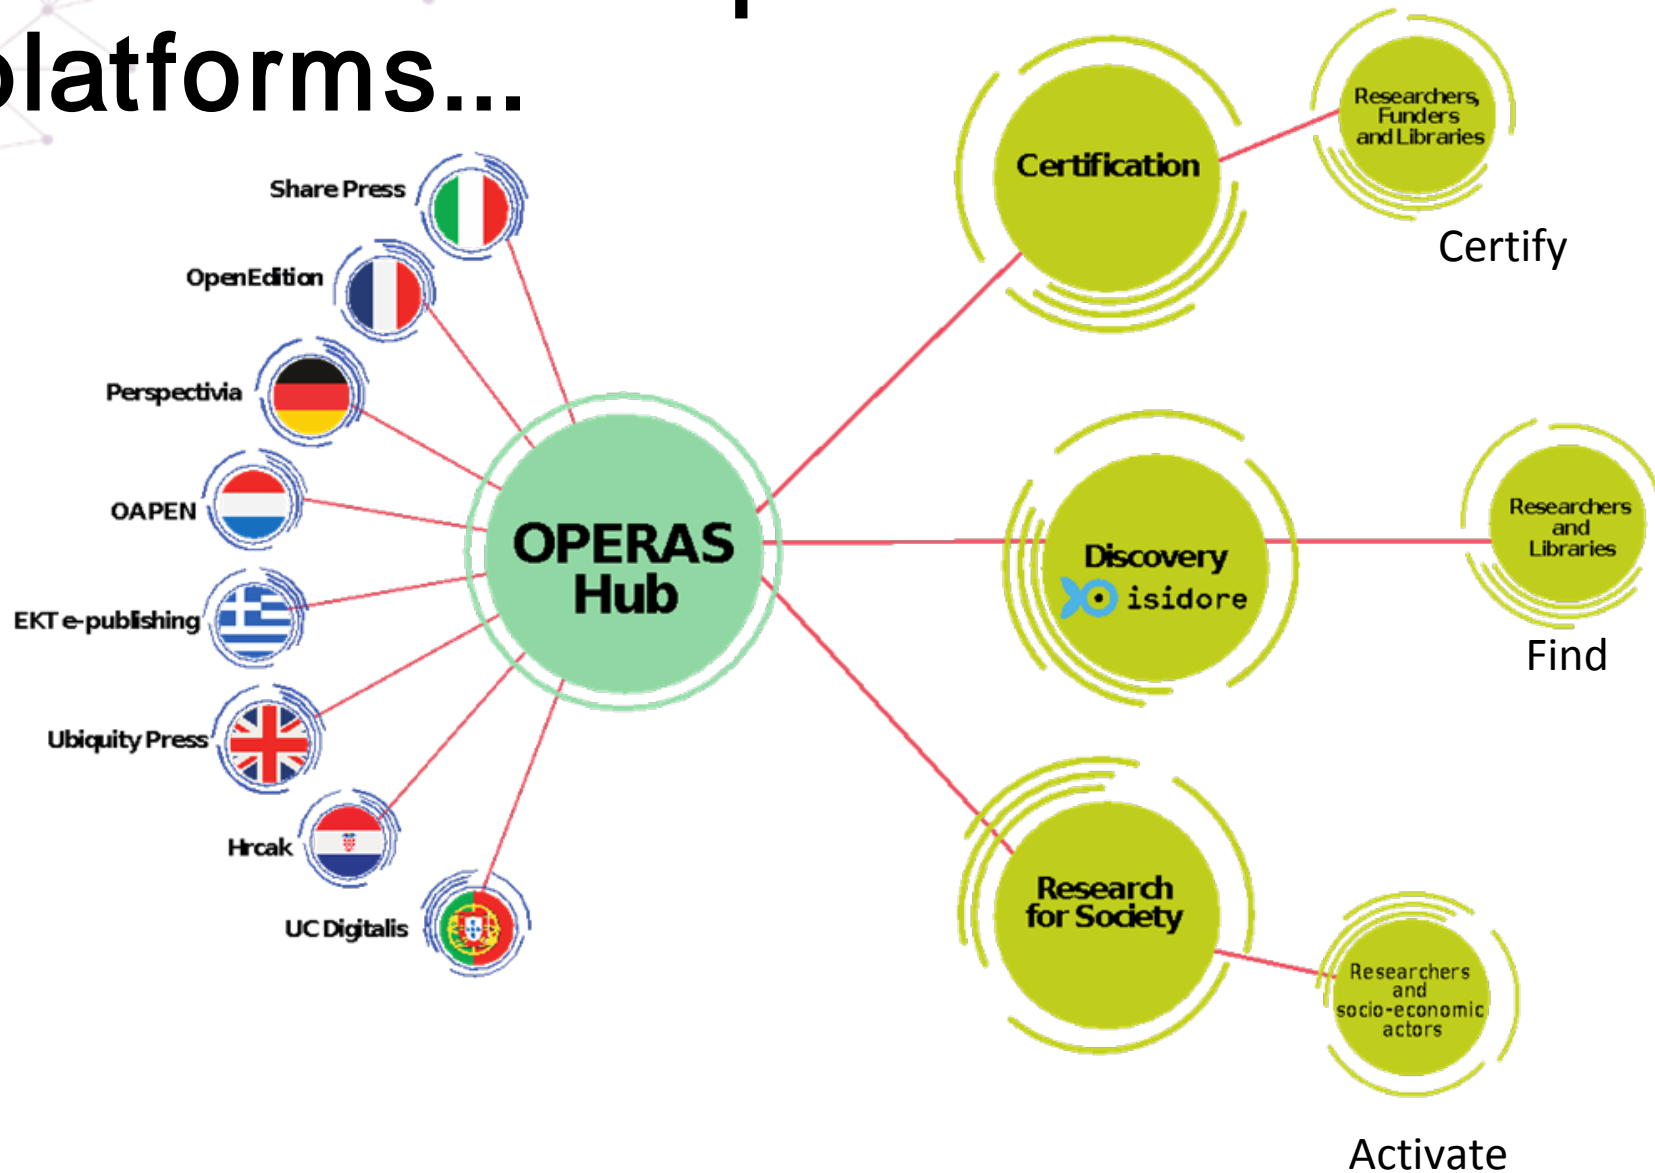 platforms...
Share Press
OpenEdition
Perspectivia
OAPEN
EKT e-publishing
Ubiquity Press
Hrcak
UC Digitalis
OPERAS
Hub
Certification
Researchers,
Funders
and Libraries
Certify
Discovery
isidore
Researchers
and
Libraries
Find
Research
for Society
Researchers
and
socio-economic
actors
Activate